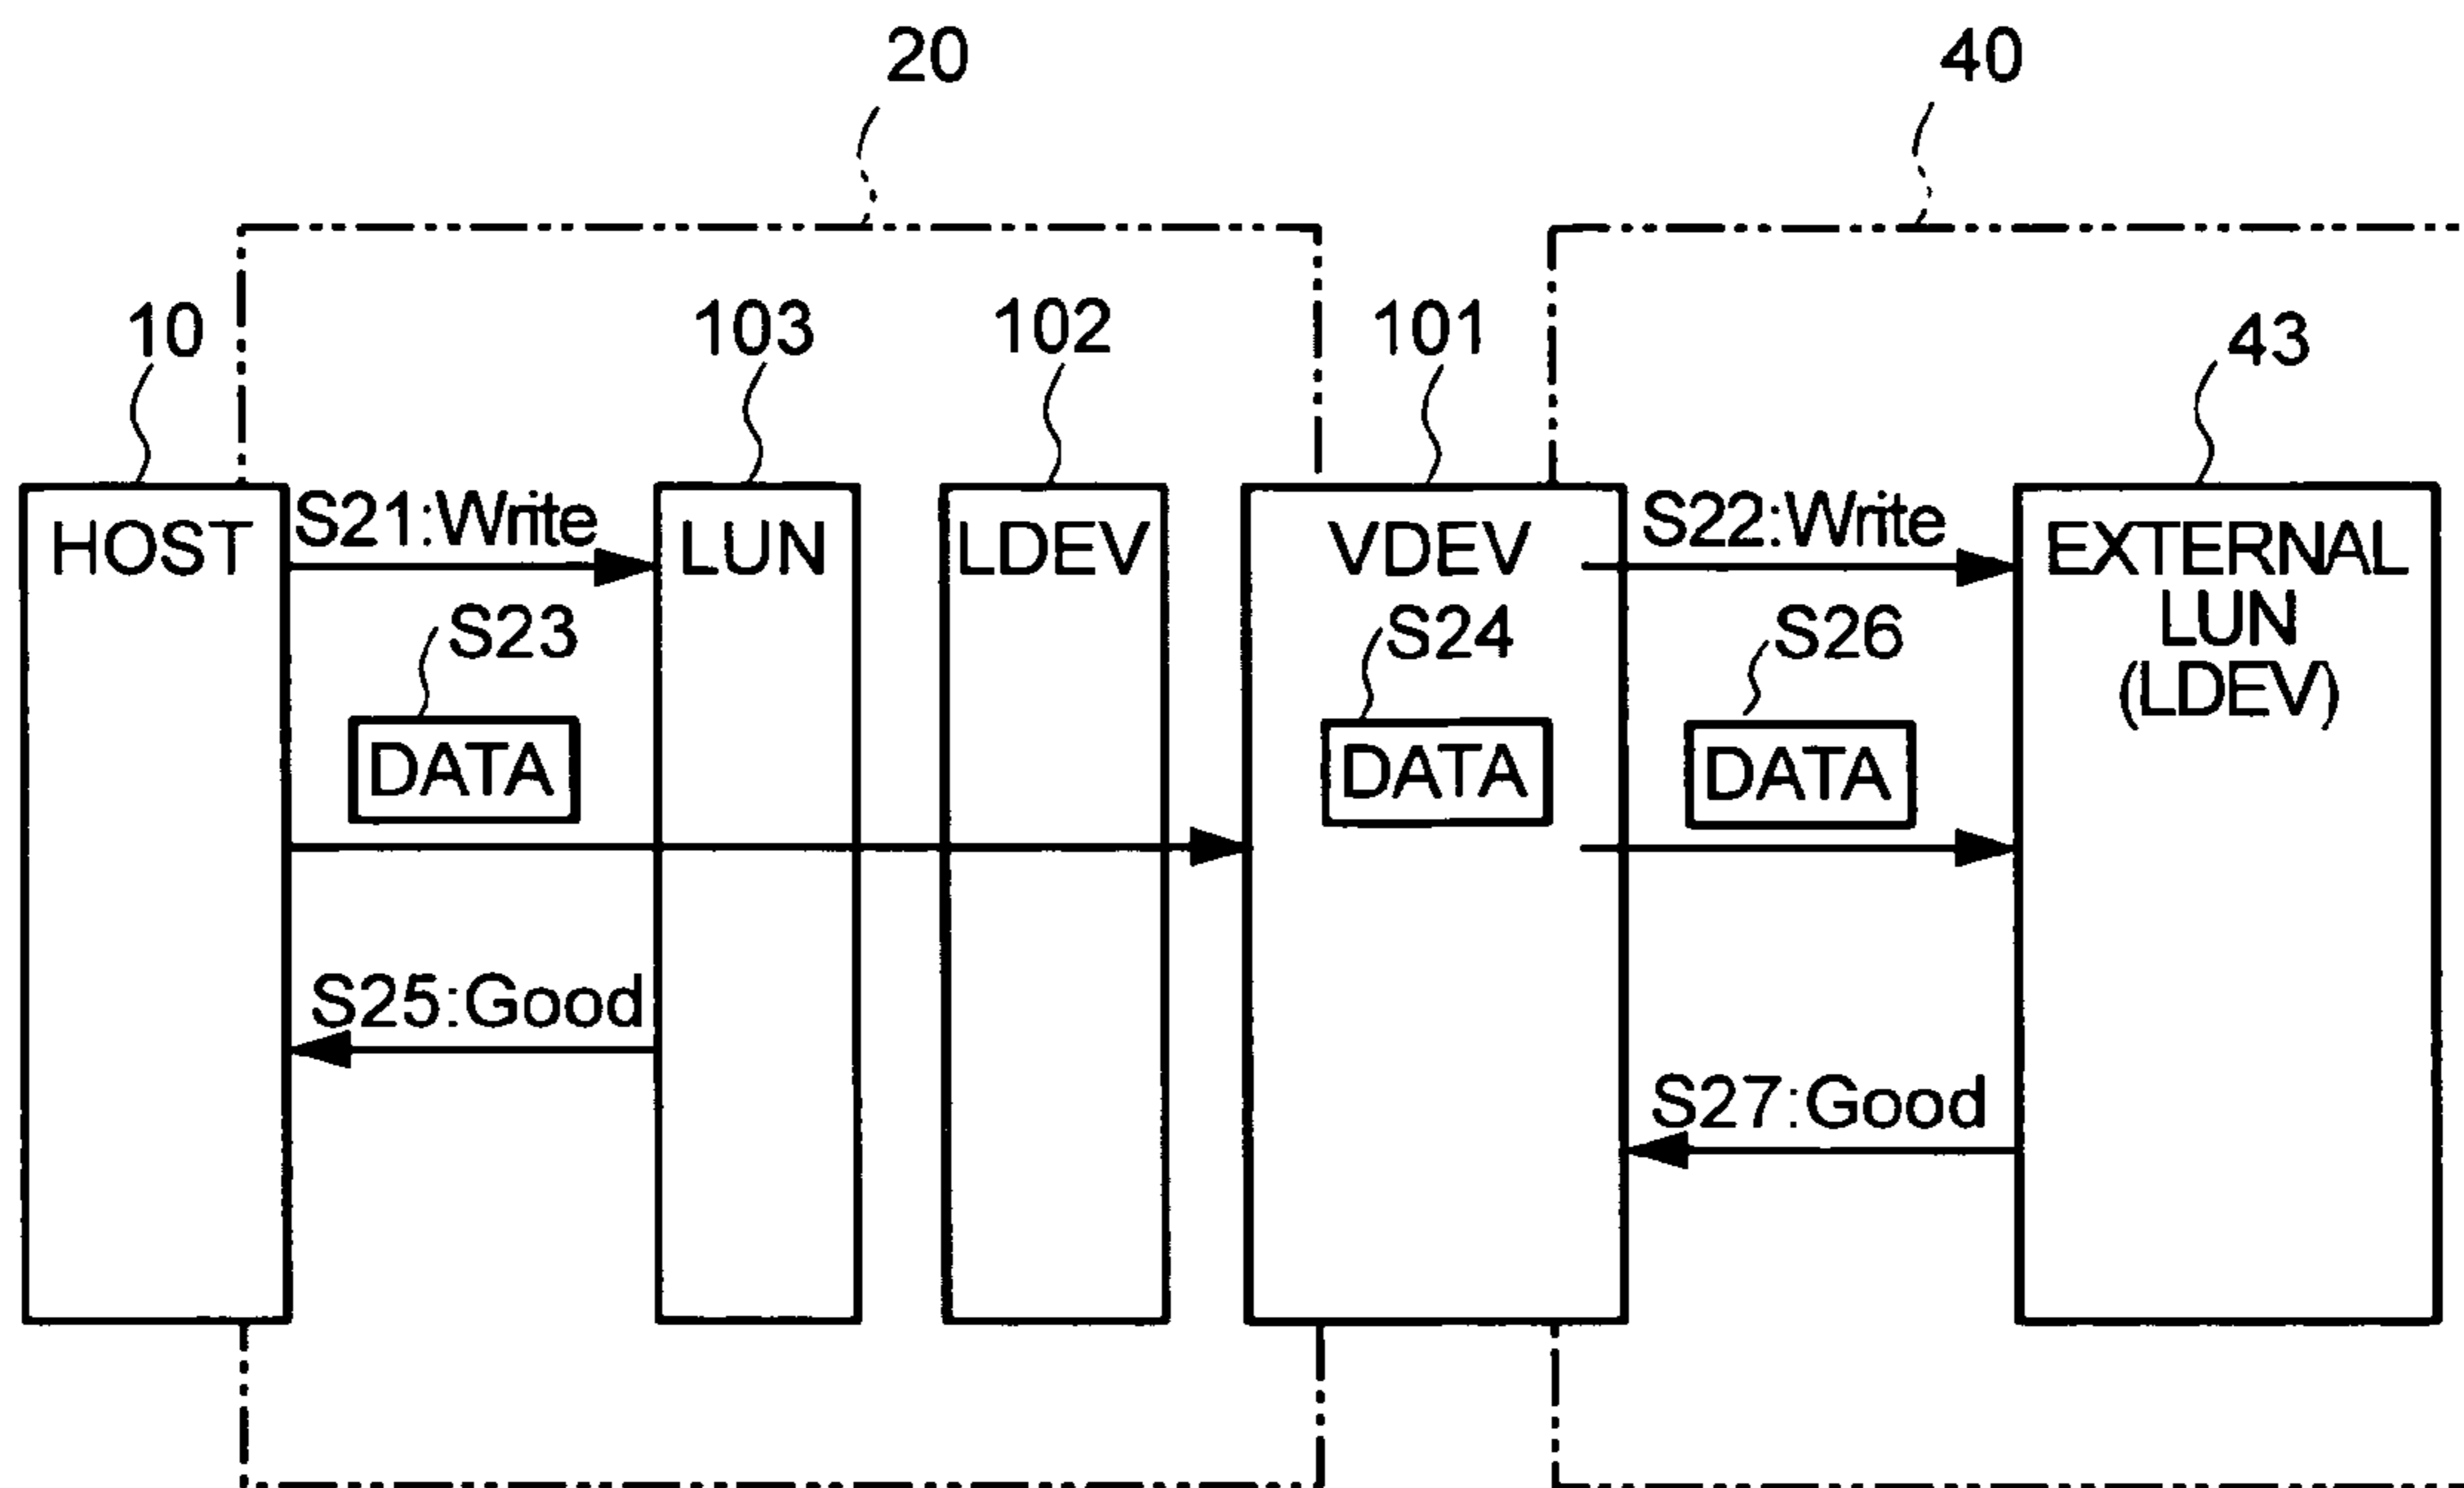 20
40
10
103
102
101
43
HOST
S21:Write
LUN
LDEV
VDEV
S22:Write
EXTERNAL
LUN
(LDEV)
S23
S24
S26
DATA
DATA
DATA
S25:Good
S27:Good